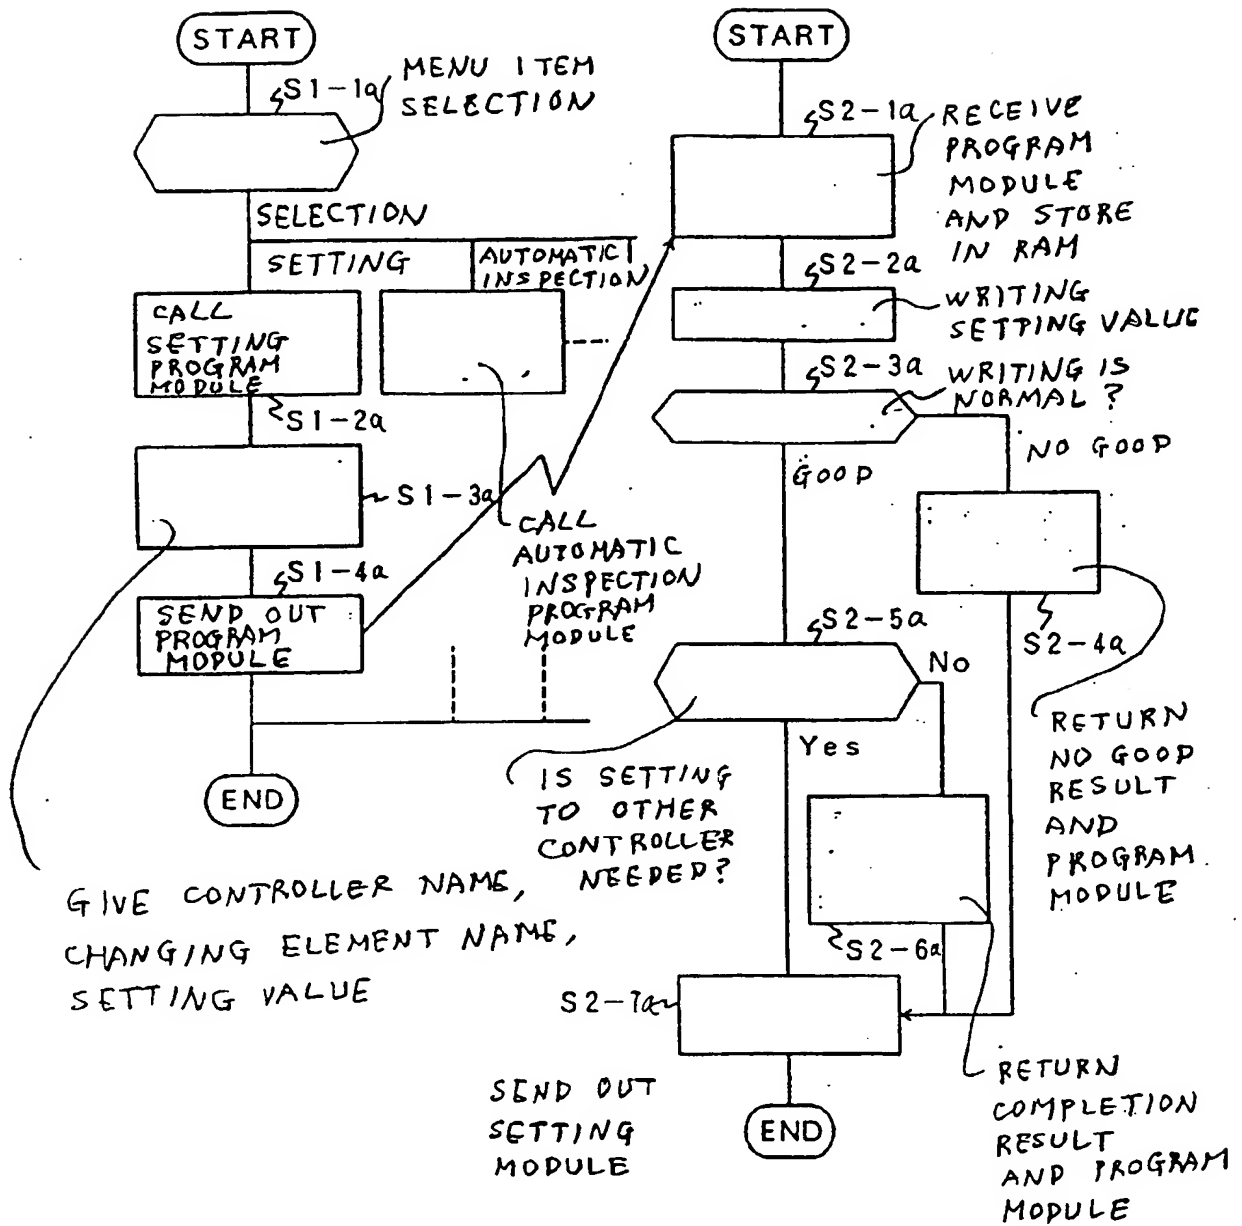 START
S1-1a
MENU ITEM
SELECTION
SELECTION
SETTING
AUTOMATIC
INSPECTION
CALL
SETTING
PROGRAM
MODULE
S1-2a
S1-3a
CALL
AUTOMATIC
INSPECTION
PROGRAM
MODULE
S1-4a
SEND OUT
PROGRAM
MODULE
END
GIVE CONTROLLER NAME,
CHANGING ELEMENT NAME,
SETTING VALUE
START
S2-1a
RECEIVE
PROGRAM
MODULE
AND STORE
IN RAM
S2-2a
WRITING
SETTING VALUE
S2-3a
WRITING IS
NORMAL?
NO GOOD
GOOD
S2-4a
RETURN
NO GOOD
RESULT
AND
PROGRAM
MODULE
S2-5a
No
Yes
IS SETTING
TO OTHER
CONTROLLER
NEEDED?
S2-6a
RETURN
COMPLETION
RESULT
AND PROGRAM
MODULE
S2-7a
SEND OUT
SETTING
MODULE
END